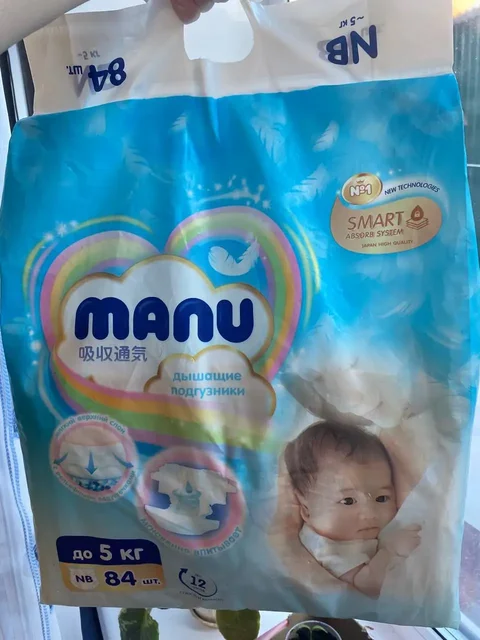 NB
~ 5 КГ
84 ШТ.
№1
NEW TECHNOLOGIES
SMART
ABSORB SYSTEM
JAPAN HIGH QUALITY
manu
吸収通気
дышащие
подгузники
впитывает
до 5 кг
NB 84 шт.
12